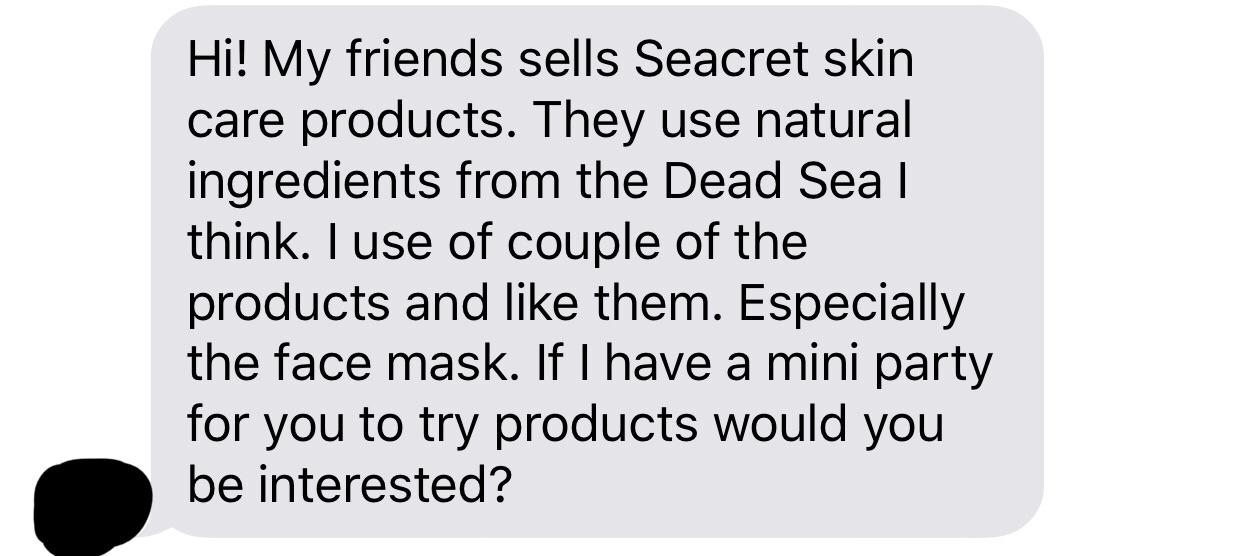 Hi! My friends sells Seacret skin
care products. They use natural
ingredients from the Dead Sea I
think. I use of couple of the
products and like them. Especially
the face mask. If I have a mini party
for you to try products would you
be interested?